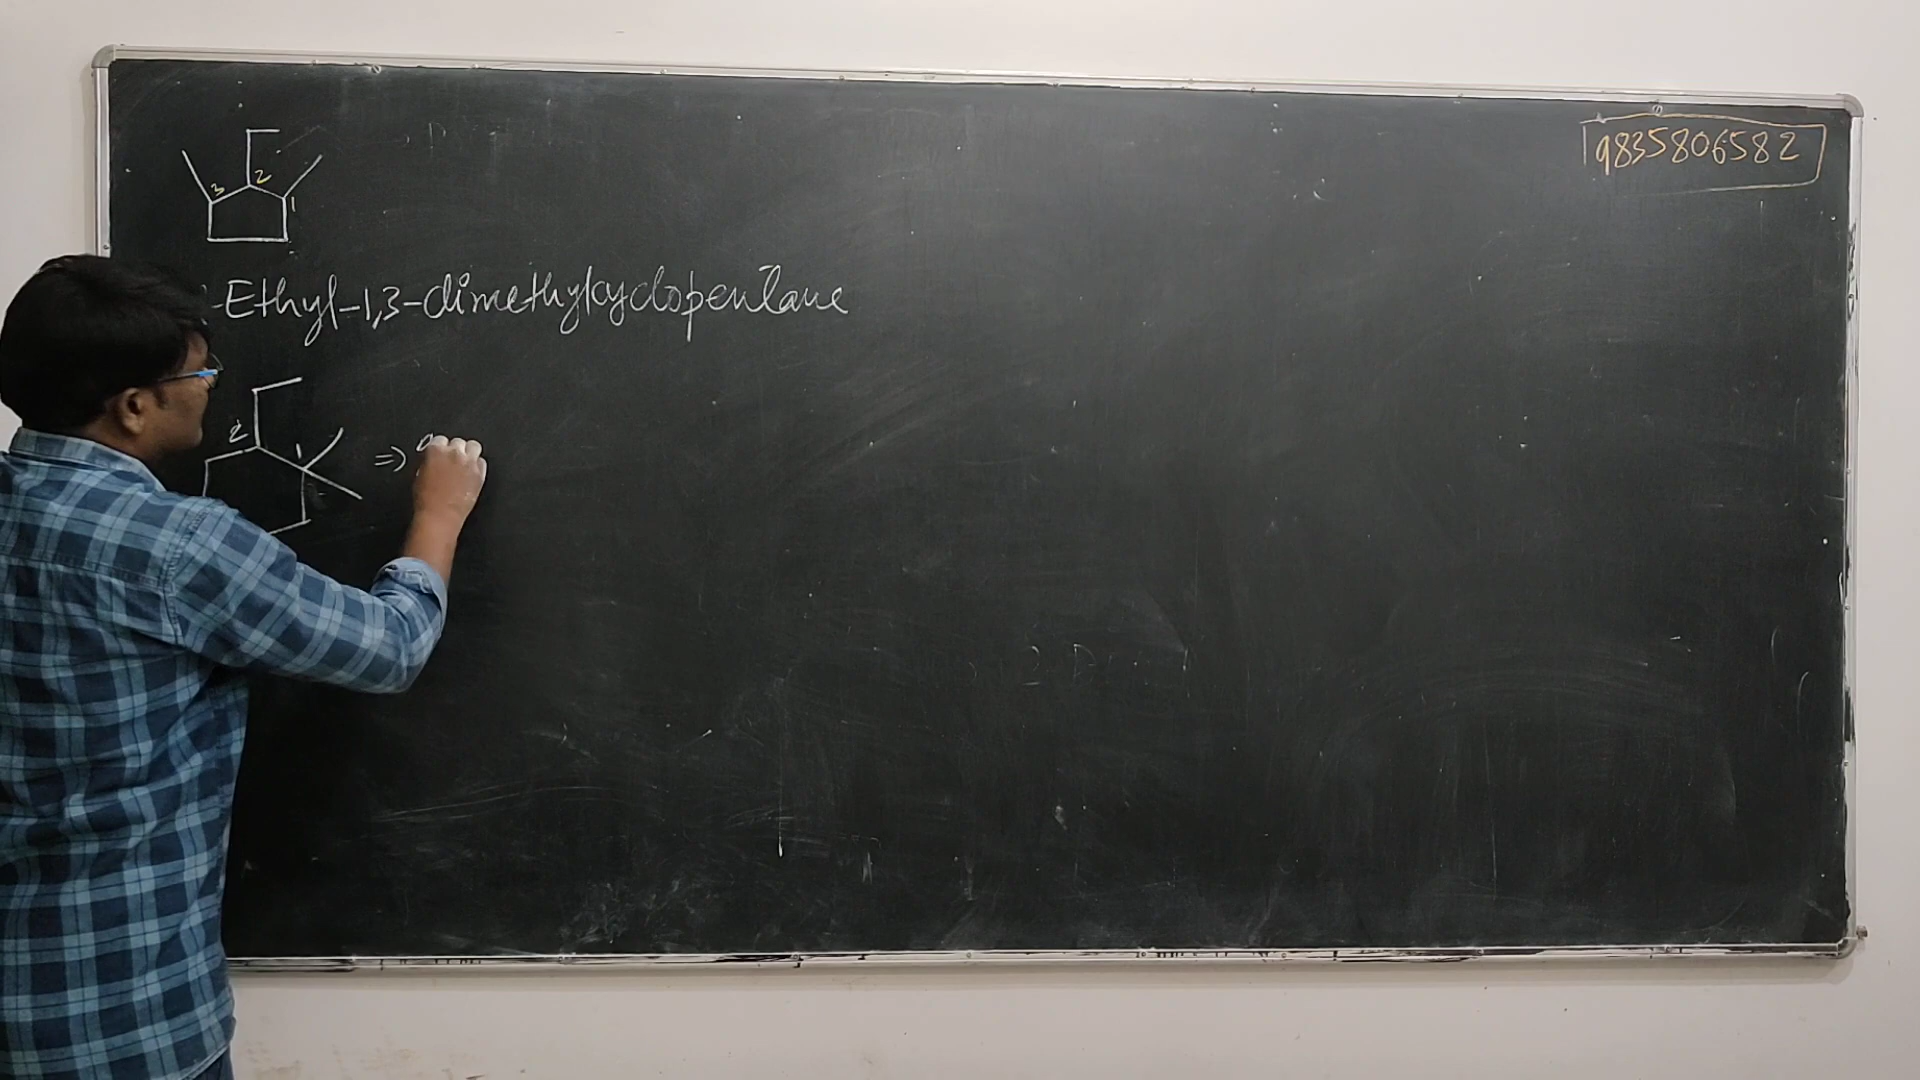 9835806582
3 2 1
-Ethyl-1,3-dimethylcyclopentane
2 1 ⇒